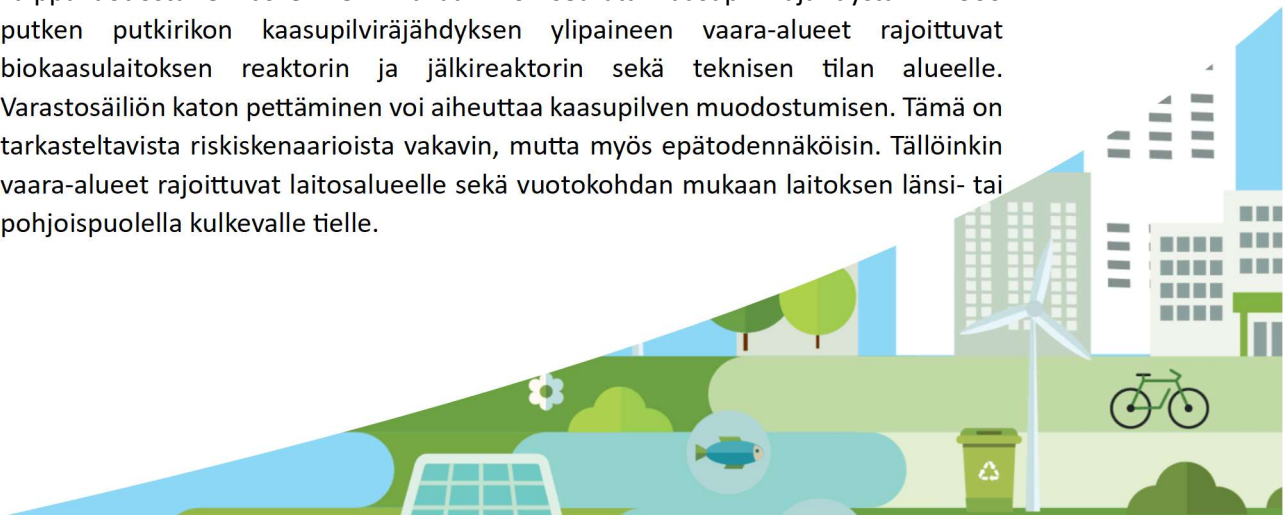 putken putkirikon kaasupilviräjähdyksen ylipaineen vaara-alueet rajoittuvat
biokaasulaitoksen reaktorin ja jälkireaktorin sekä teknisen tilan alueelle.
Varastosäiliön katon pettäminen voi aiheuttaa kaasupilven muodostumisen. Tämä on
tarkasteltavista riskiskenaarioista vakavin, mutta myös epätodennäköisin. Tällöinkin
vaara-alueet rajoittuvat laitosalueelle sekä vuotokohdan mukaan laitoksen länsi- tai
pohjoispuolella kulkevalle tielle.